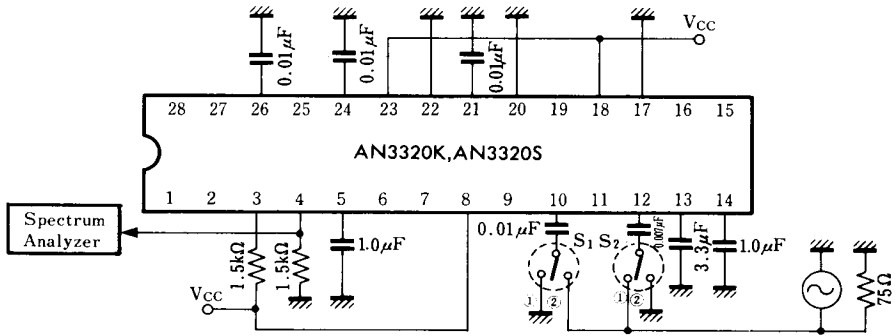 VCC
0.01μF
0.01μF
0.01μF
28 27 26 25 24 23 22 21 20 19 18 17 16 15
AN3320K,AN3320S
1 2 3 4 5 6 7 8 9 10 11 12 13 14
Spectrum
Analyzer
1.5kΩ
1.5kΩ
1.0μF
0.01μF
S1 S2
3.3μF
1.0μF
VCC
① ②
① ②
75Ω